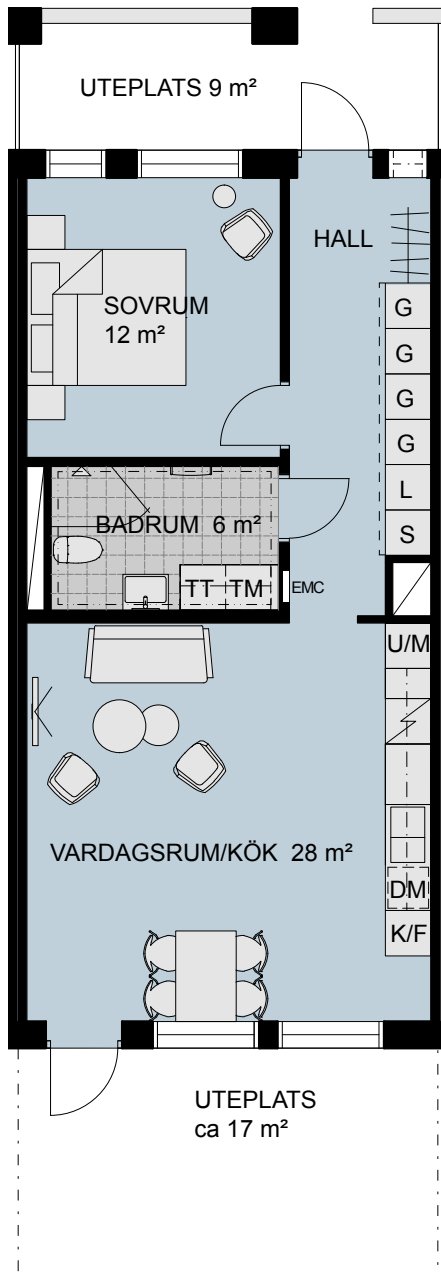 UTEPLATS 9 m²
HALL
SOVRUM
12 m²
G
G
G
G
L
S
BADRUM 6 m²
TT TM
EMC
U/M
VARDAGSRUM/KÖK 28 m²
DM
K/F
UTEPLATS
ca 17 m²